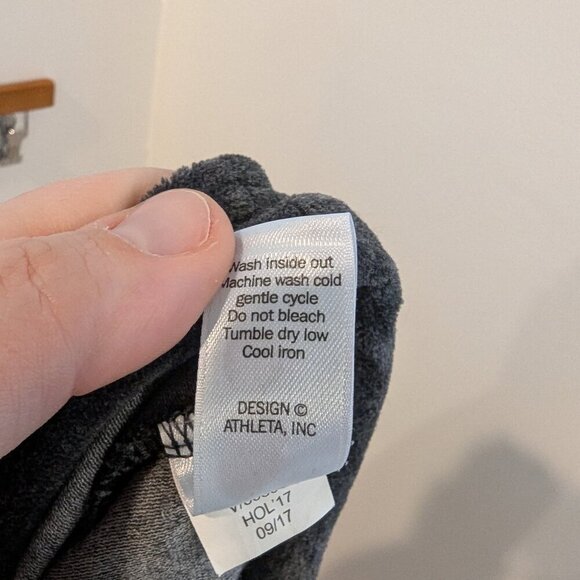 Wash inside out
Machine wash cold
gentle cycle
Do not bleach
Tumble dry low
Cool iron
DESIGN ©
ATHLETA, INC
HOL'17
09/17